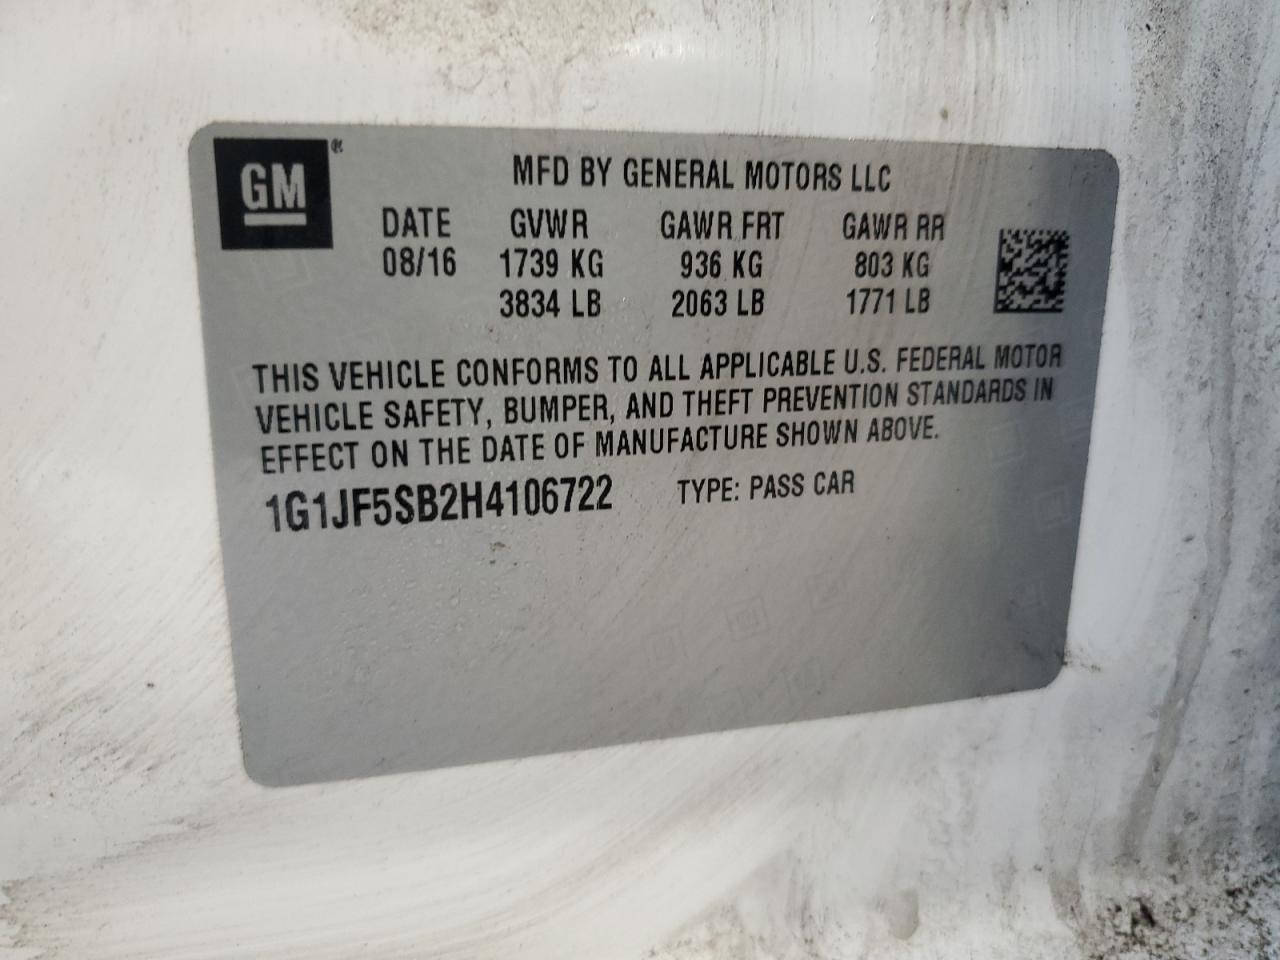 GM®
MFD BY GENERAL MOTORS LLC
DATE GVWR GAWR FRT GAWR RR
08/16 1739 KG 936 KG 803 KG
3834 LB 2063 LB 1771 LB
THIS VEHICLE CONFORMS TO ALL APPLICABLE U.S. FEDERAL MOTOR
VEHICLE SAFETY, BUMPER, AND THEFT PREVENTION STANDARDS IN
EFFECT ON THE DATE OF MANUFACTURE SHOWN ABOVE.
1G1JF5SB2H4106722 TYPE: PASS CAR